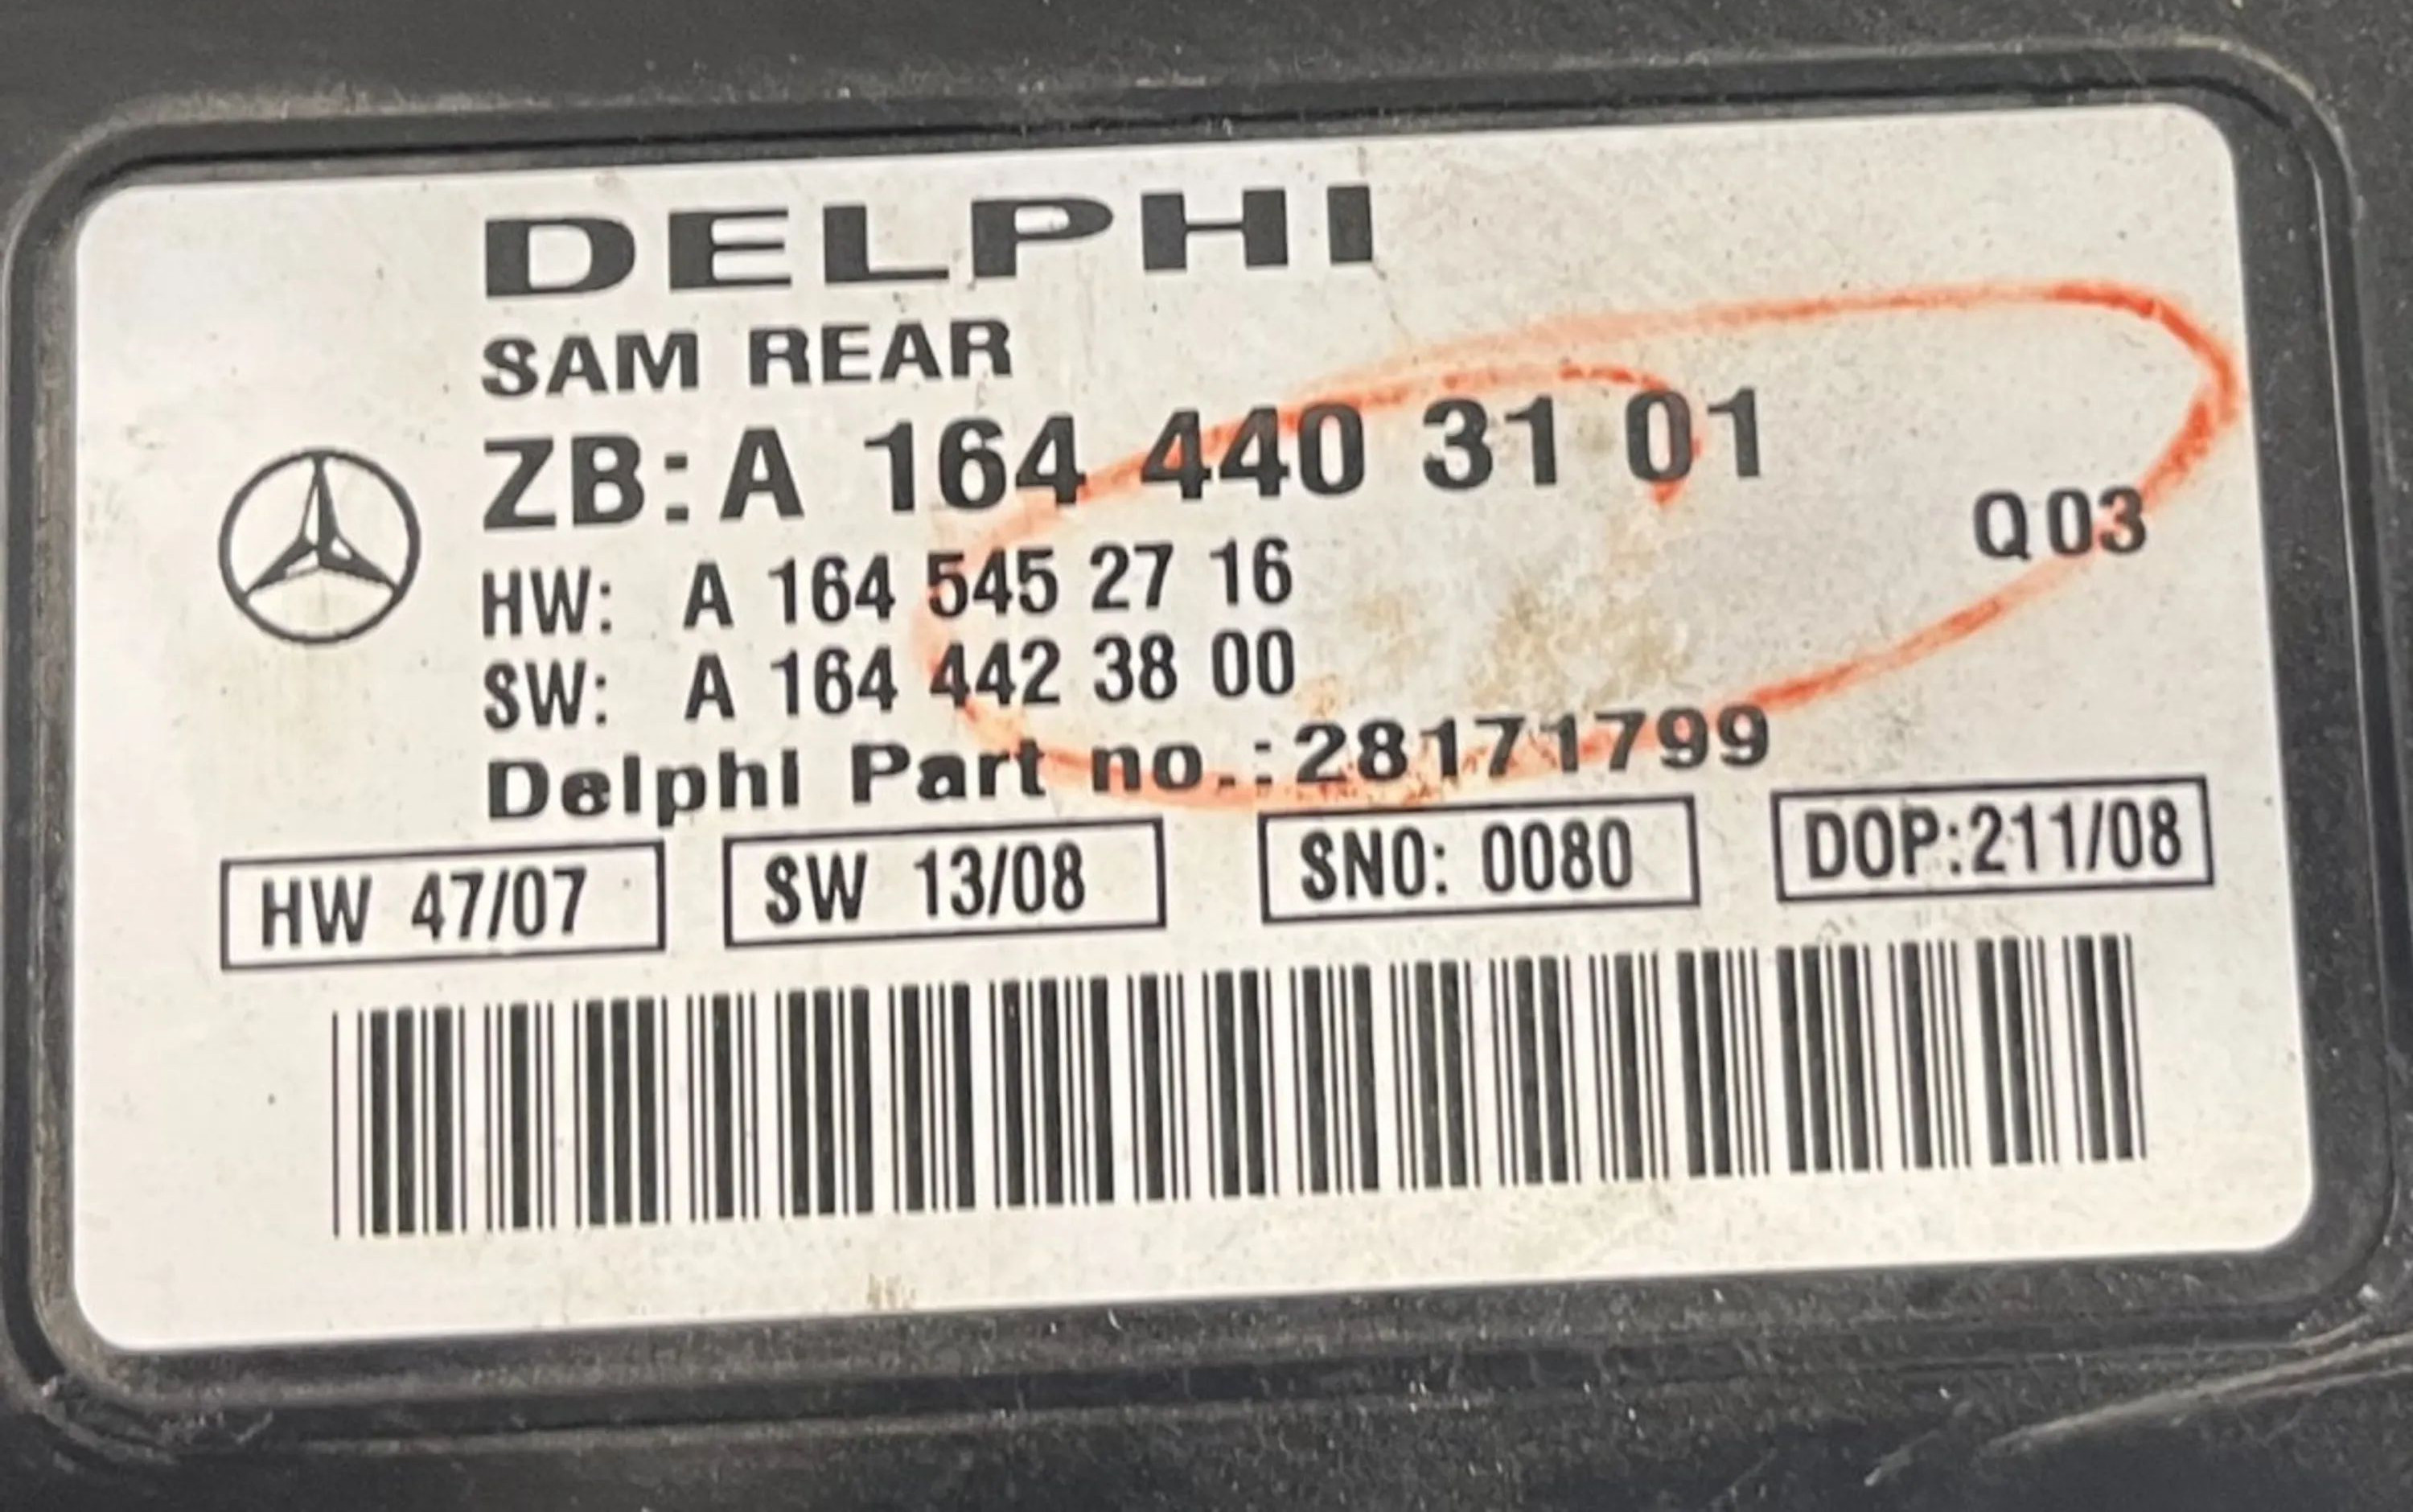 DELPHI
SAM REAR
ZB: A 164 440 31 01
Q03
HW: A 164 545 27 16
SW: A 164 442 38 00
Delphi Part no.:28171799
HW 47/07 SW 13/08 SNO: 0080 DOP:211/08